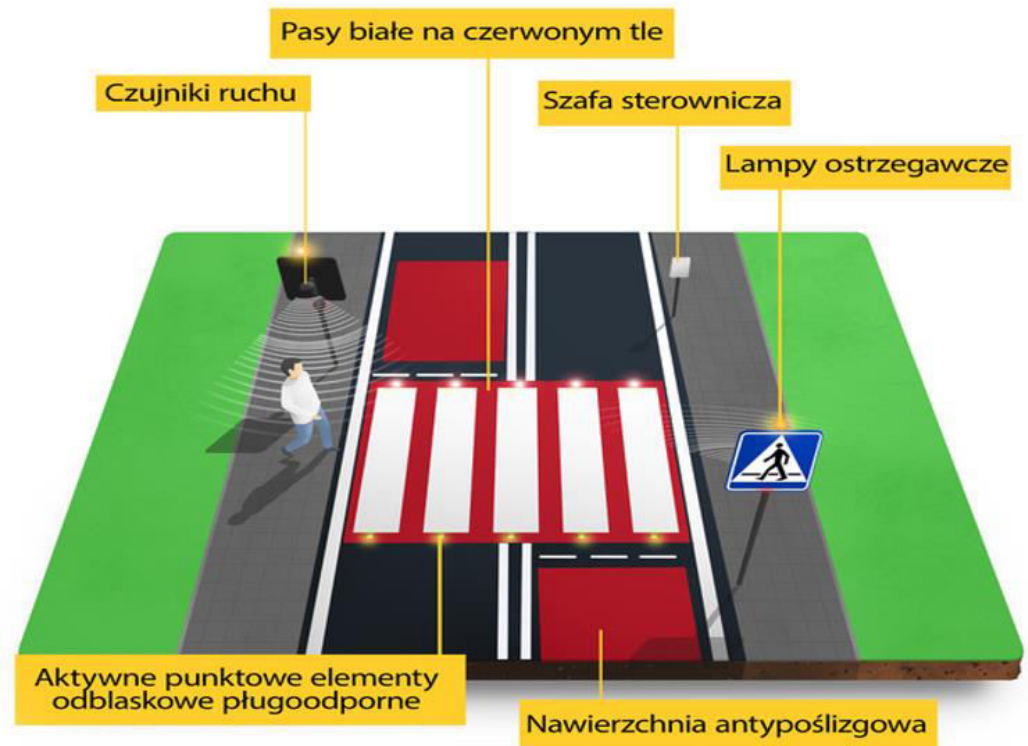 Pasy białe na czerwonym tle
Czujniki ruchu
Szafa sterownicza
Lampy ostrzegawcze
Aktywne punktowe elementy
odblaskowe pługoodporne
Nawierzchnia antypoślizgowa